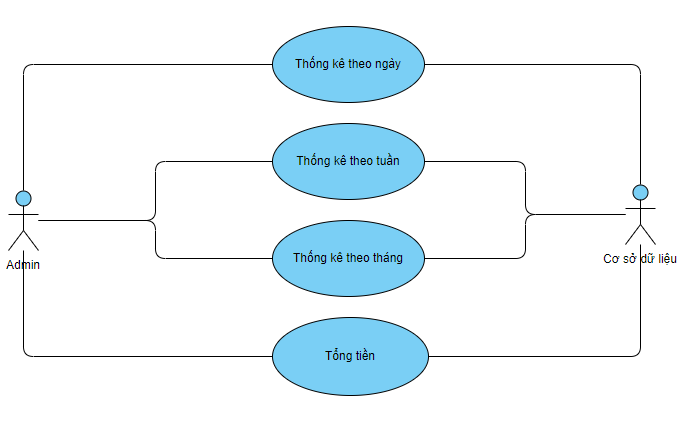 Thống kê theo ngày
Thống kê theo tuần
Thống kê theo tháng
Admin
Cơ sở dữ liệu
Tổng tiền